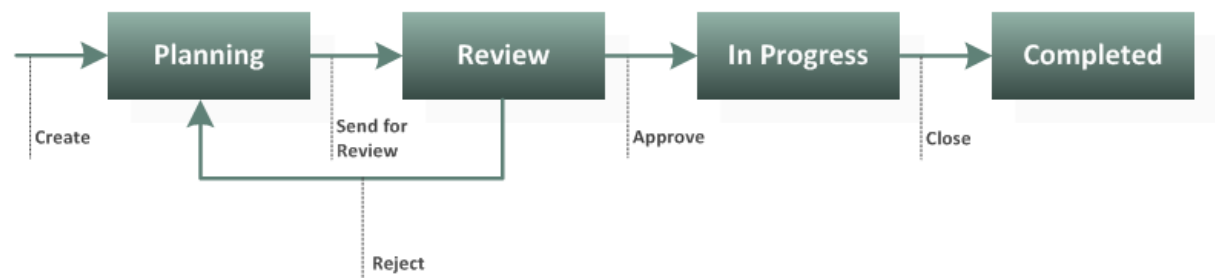 Planning
Review
In Progress
Completed
Create
Send for
Review
Approve
Close
Reject